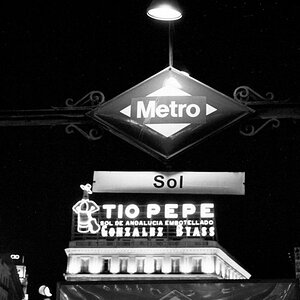 Metro
Sol
TIO PEPE
SOL DE ANDALUCIA EMBOTELLADO
GONZALEZ BYASS